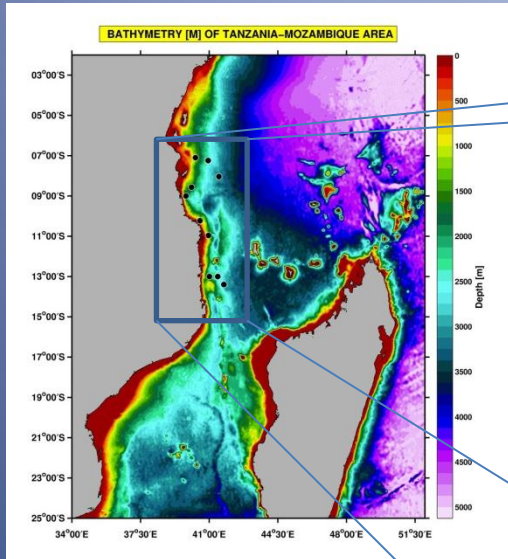 BATHYMETRY [M] OF TANZANIA−MOZAMBIQUE AREA
03°00'S
05°00'S
07°00'S
09°00'S
11°00'S
13°00'S
15°00'S
17°00'S
19°00'S
21°00'S
23°00'S
25°00'S
34°00'E
37°30'E
41°00'E
44°30'E
48°00'E
51°30'E
0
500
1000
1500
2000
2500
3000
3500
4000
4500
5000
Depth [m]